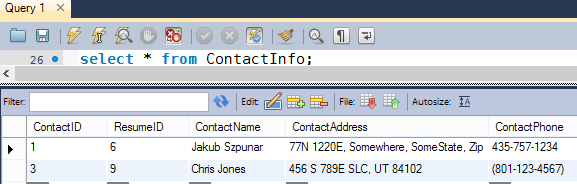 Query 1
26 select * from ContactInfo;
Filter: Edit: File: Autosize:
ContactID ResumeID ContactName ContactAddress ContactPhone
1 6 Jakub Szpunar 77N 1220E, Somewhere, SomeState, Zip 435-757-1234
3 9 Chris Jones 456 S 789E SLC, UT 84102 (801-123-4567)